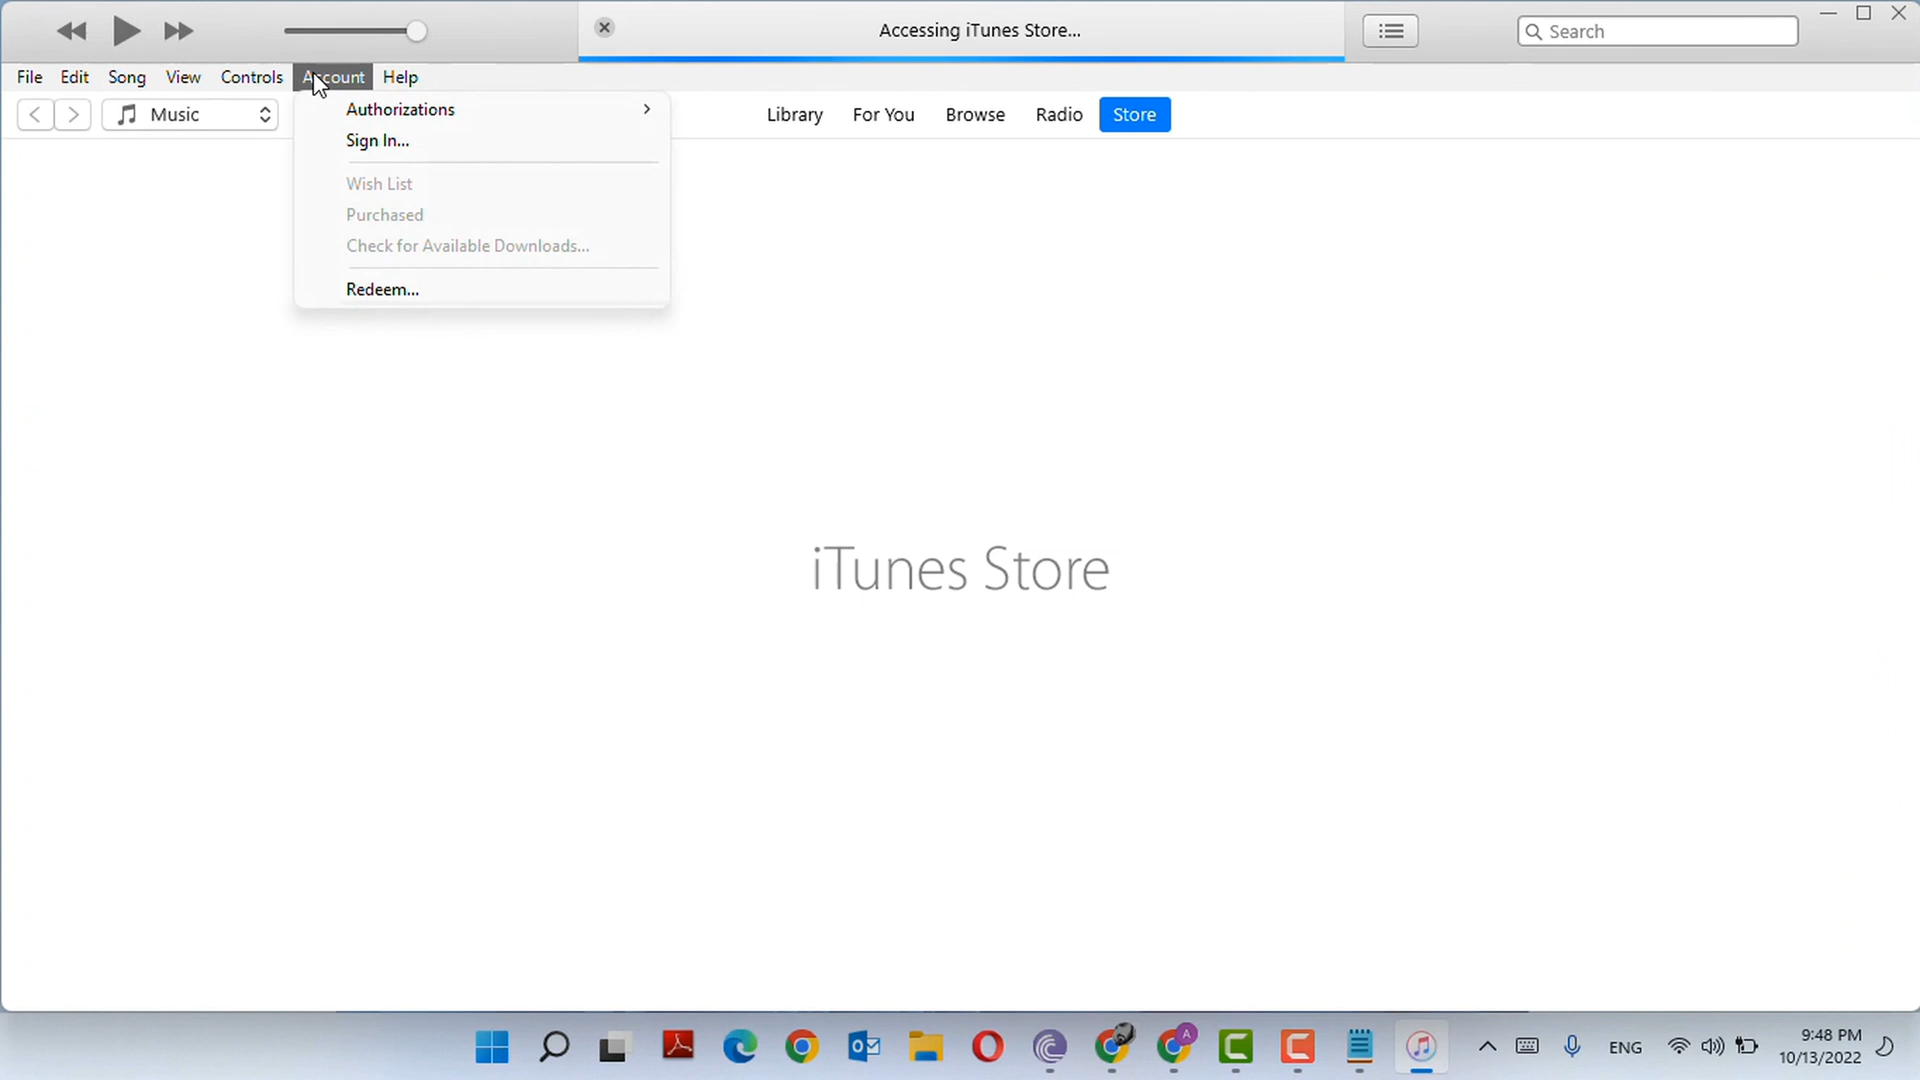 Accessing iTunes Store...
Search
File Edit Song View Controls Account Help
Music
Library For You Browse Radio Store
Authorizations
Sign In...
Wish List
Purchased
Check for Available Downloads...
Redeem...
iTunes Store
A
ENG
9:48 PM
10/13/2022